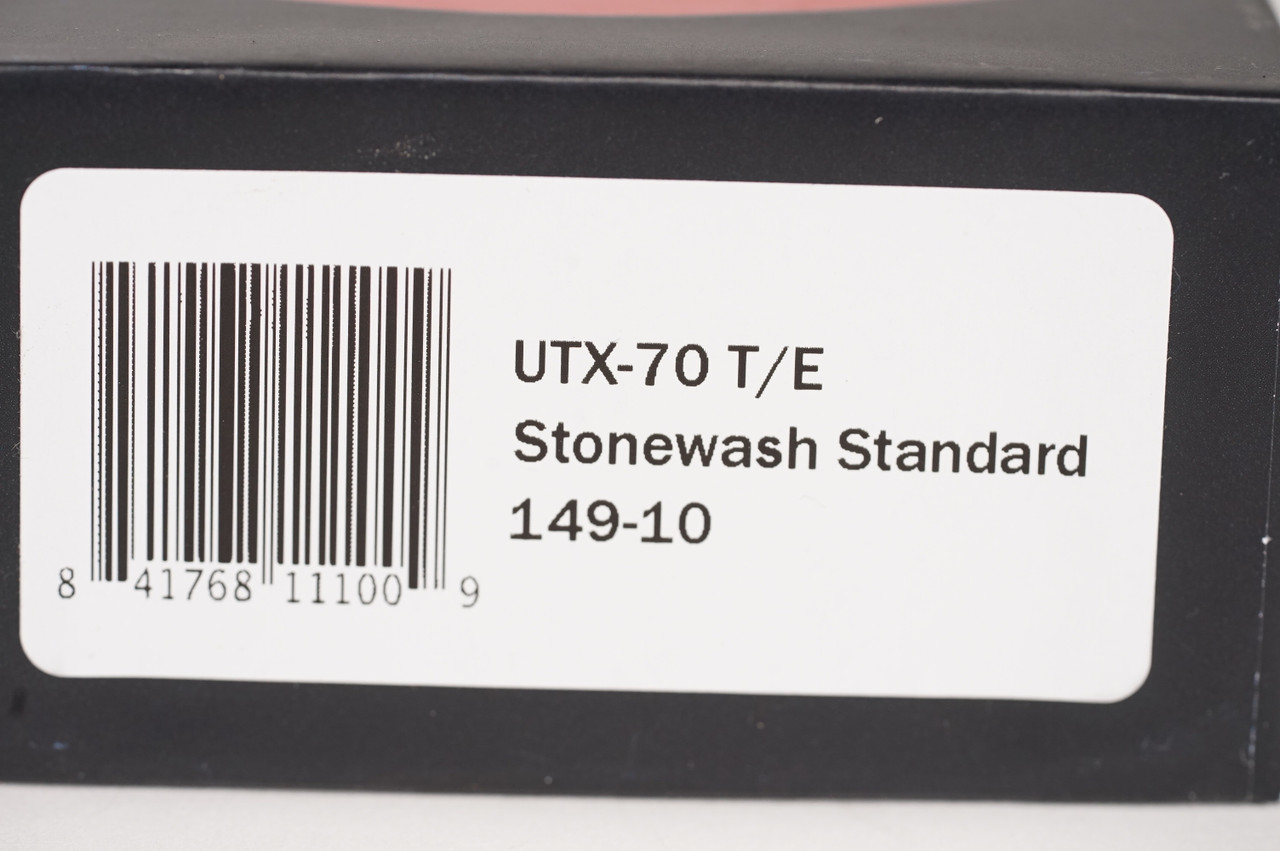 UTX-70 T/E
Stonewash Standard
149-10
8 41768 11100 9